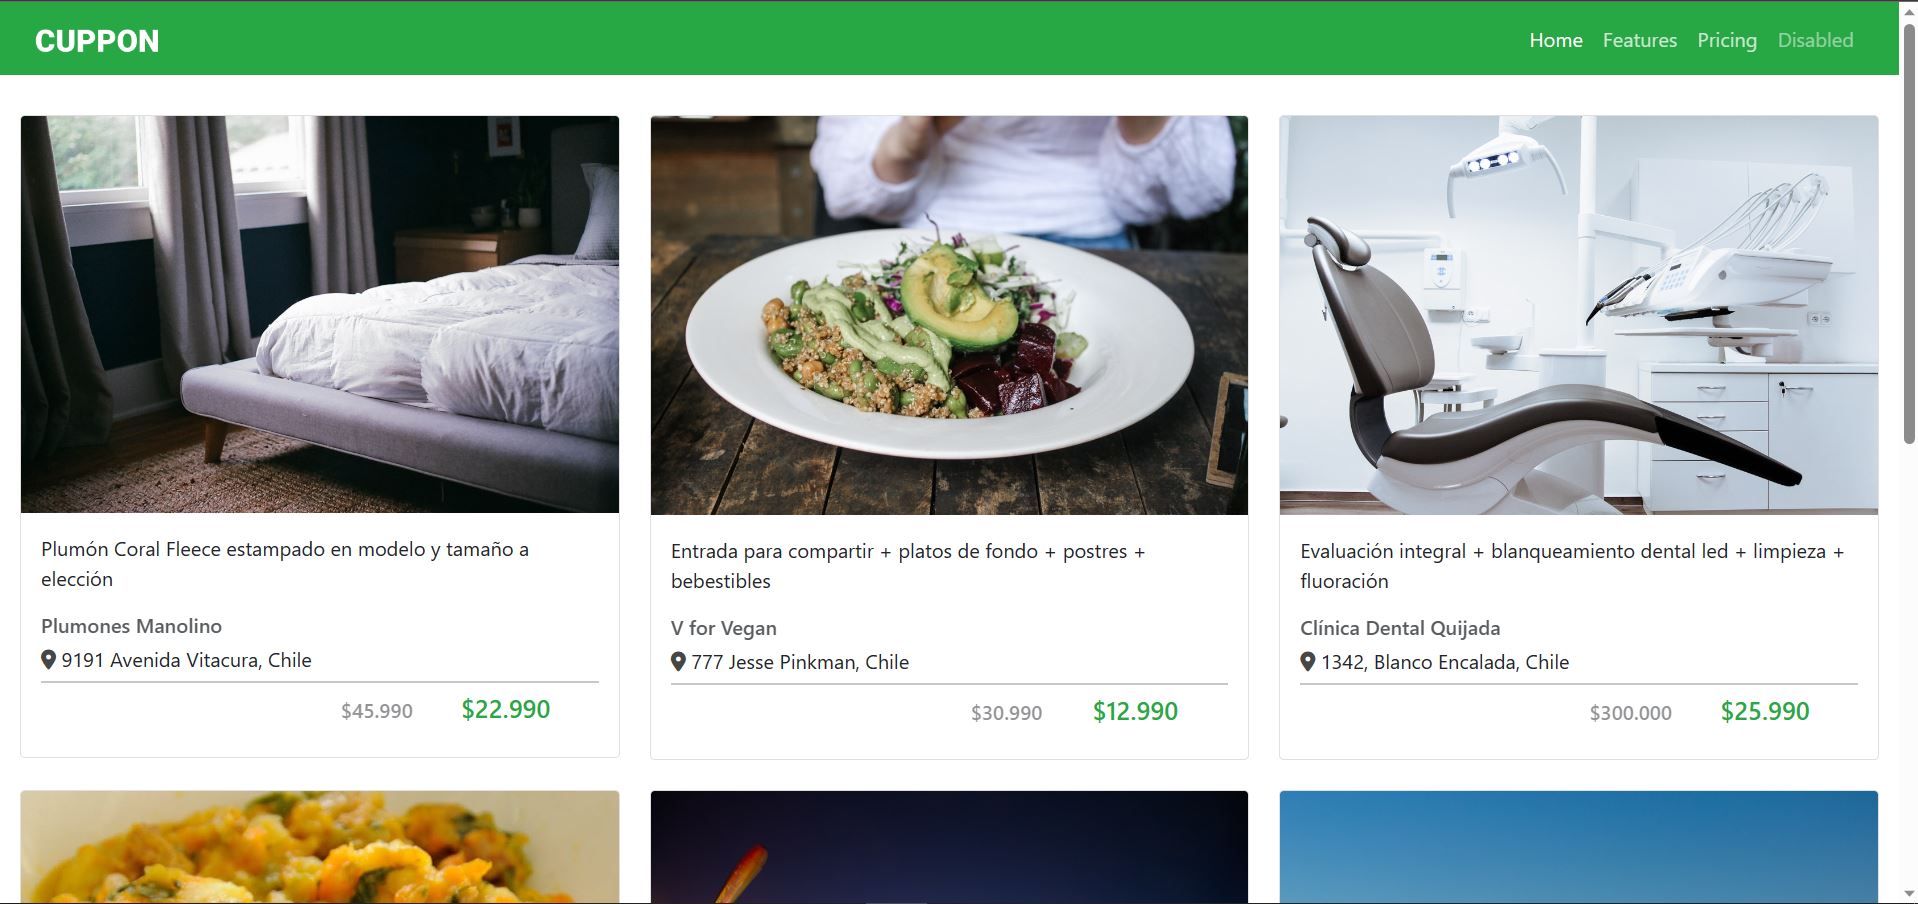 CUPPON
Home Features Pricing Disabled
Plumón Coral Fleece estampado en modelo y tamaño a
elección
Plumones Manolino
9191 Avenida Vitacura, Chile
$45.990 $22.990
Entrada para compartir + platos de fondo + postres +
bebestibles
V for Vegan
777 Jesse Pinkman, Chile
$30.990 $12.990
Evaluación integral + blanqueamiento dental led + limpieza +
fluoración
Clínica Dental Quijada
1342, Blanco Encalada, Chile
$300.000 $25.990